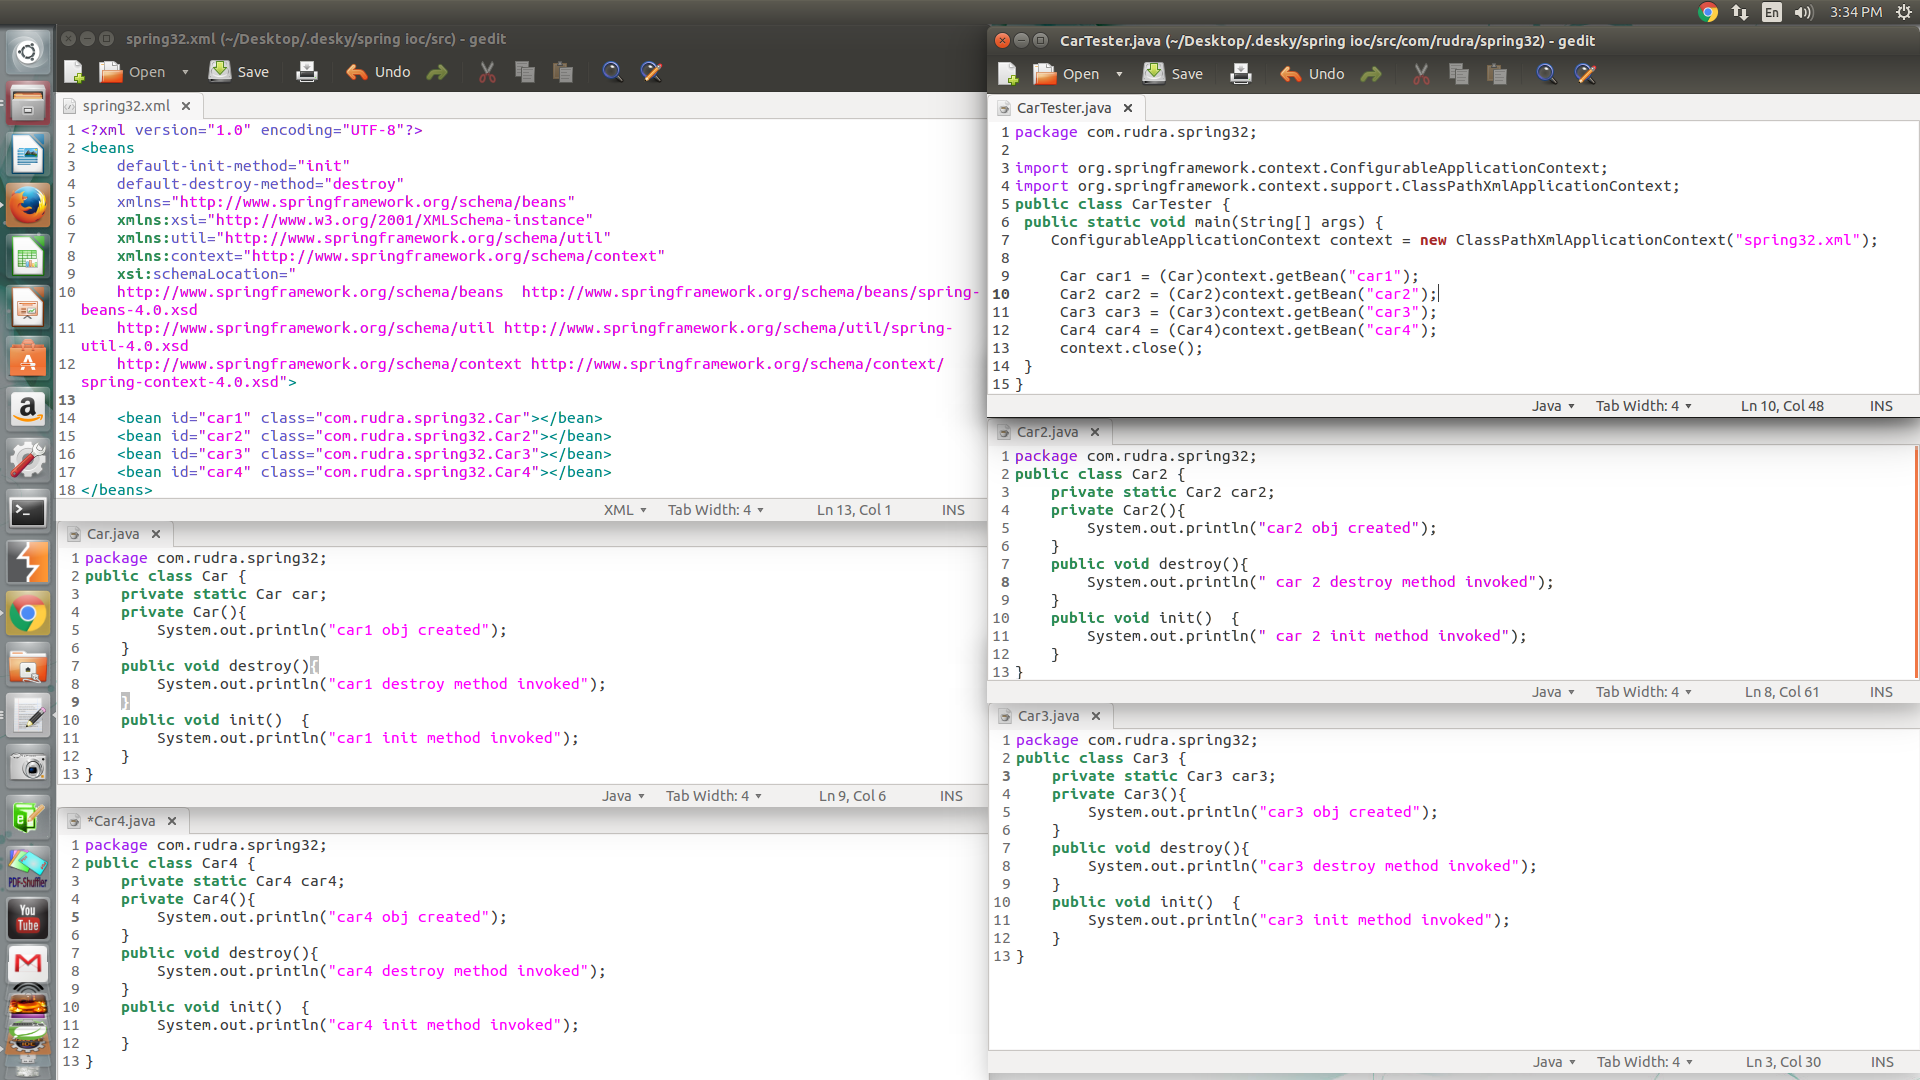 En
3:34 PM
spring32.xml (~/Desktop/.desky/spring ioc/src) - gedit
Open Save Undo
spring32.xml
1 <?xml version="1.0" encoding="UTF-8"?>
2 <beans
3     default-init-method="init"
4     default-destroy-method="destroy"
5     xmlns="http://www.springframework.org/schema/beans"
6     xmlns:xsi="http://www.w3.org/2001/XMLSchema-instance"
7     xmlns:util="http://www.springframework.org/schema/util"
8     xmlns:context="http://www.springframework.org/schema/context"
9     xsi:schemaLocation="
10     http://www.springframework.org/schema/beans  http://www.springframework.org/schema/beans/spring-
beans-4.0.xsd
11     http://www.springframework.org/schema/util http://www.springframework.org/schema/util/spring-
util-4.0.xsd
12     http://www.springframework.org/schema/context http://www.springframework.org/schema/context/
spring-context-4.0.xsd">
13
14     <bean id="car1" class="com.rudra.spring32.Car"></bean>
15     <bean id="car2" class="com.rudra.spring32.Car2"></bean>
16     <bean id="car3" class="com.rudra.spring32.Car3"></bean>
17     <bean id="car4" class="com.rudra.spring32.Car4"></bean>
18 </beans>
XML Tab Width: 4 Ln 13, Col 1 INS
Car.java
1 package com.rudra.spring32;
2 public class Car {
3     private static Car car;
4     private Car(){
5         System.out.println("car1 obj created");
6     }
7     public void destroy(){
8         System.out.println("car1 destroy method invoked");
9     }
10     public void init()  {
11         System.out.println("car1 init method invoked");
12     }
13 }
Java Tab Width: 4 Ln 9, Col 6 INS
*Car4.java
1 package com.rudra.spring32;
2 public class Car4 {
3     private static Car4 car4;
4     private Car4(){
5         System.out.println("car4 obj created");
6     }
7     public void destroy(){
8         System.out.println("car4 destroy method invoked");
9     }
10     public void init()  {
11         System.out.println("car4 init method invoked");
12     }
13 }
CarTester.java (~/Desktop/.desky/spring ioc/src/com/rudra/spring32) - gedit
Open Save Undo
CarTester.java
1 package com.rudra.spring32;
2
3 import org.springframework.context.ConfigurableApplicationContext;
4 import org.springframework.context.support.ClassPathXmlApplicationContext;
5 public class CarTester {
6  public static void main(String[] args) {
7     ConfigurableApplicationContext context = new ClassPathXmlApplicationContext("spring32.xml");
8
9      Car car1 = (Car)context.getBean("car1");
10      Car2 car2 = (Car2)context.getBean("car2");
11      Car3 car3 = (Car3)context.getBean("car3");
12      Car4 car4 = (Car4)context.getBean("car4");
13      context.close();
14  }
15 }
Java Tab Width: 4 Ln 10, Col 48 INS
Car2.java
1 package com.rudra.spring32;
2 public class Car2 {
3     private static Car2 car2;
4     private Car2(){
5         System.out.println("car2 obj created");
6     }
7     public void destroy(){
8         System.out.println(" car 2 destroy method invoked");
9     }
10     public void init()  {
11         System.out.println(" car 2 init method invoked");
12     }
13 }
Java Tab Width: 4 Ln 8, Col 61 INS
Car3.java
1 package com.rudra.spring32;
2 public class Car3 {
3     private static Car3 car3;
4     private Car3(){
5         System.out.println("car3 obj created");
6     }
7     public void destroy(){
8         System.out.println("car3 destroy method invoked");
9     }
10     public void init()  {
11         System.out.println("car3 init method invoked");
12     }
13 }
Java Tab Width: 4 Ln 3, Col 30 INS
PDF-Shuffler
You
Tube